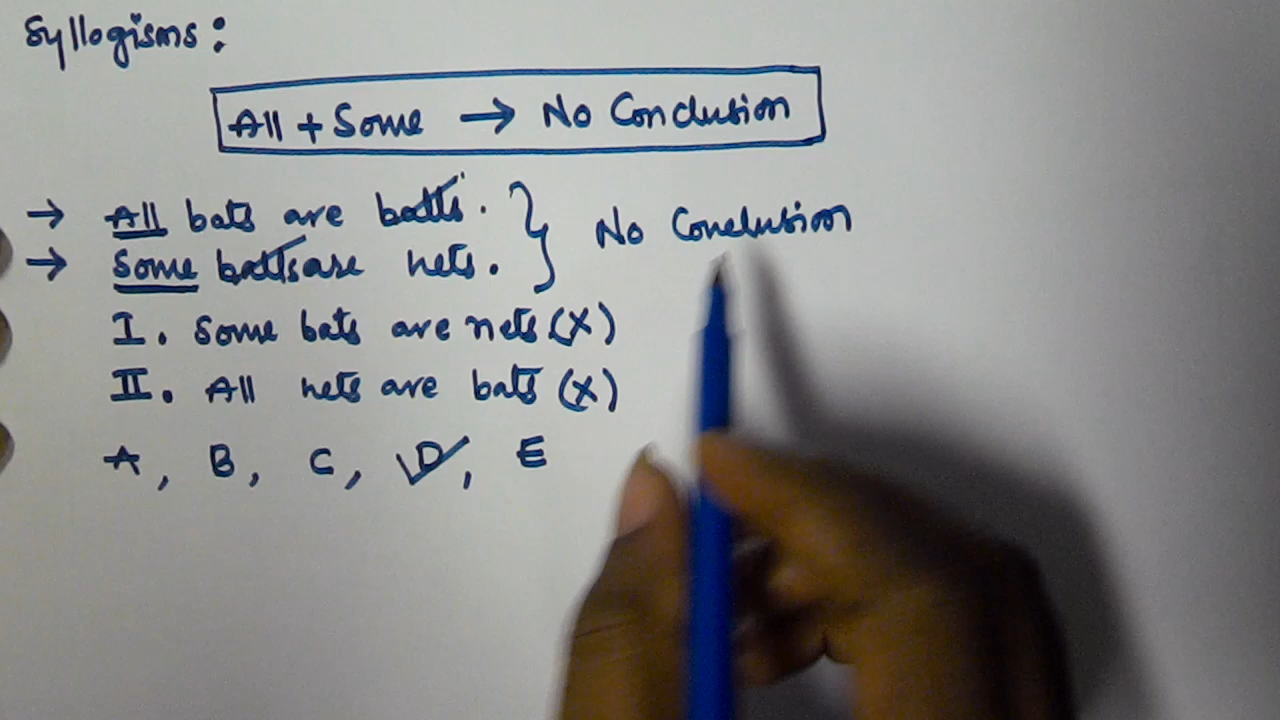 Syllogisms:
All + Some → No Conclusion
→ All bats are balls.
→ Some balls are nets. } No Conclusion
I. Some bats are nets (X)
II. All nets are bats (X)
A, B, C, D, E